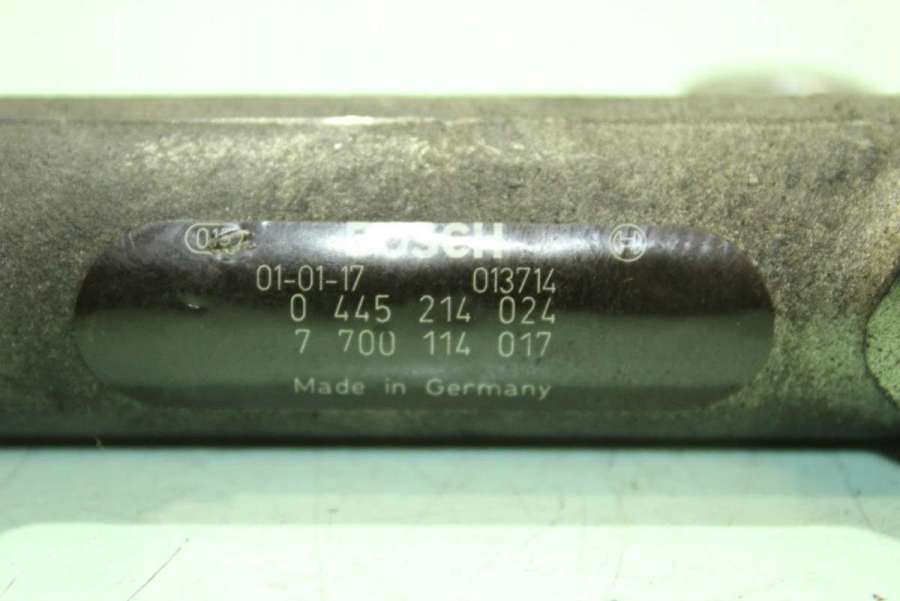 BOSCH
01-01-17 013714
0 445 214 024
7 700 114 017
Made in Germany